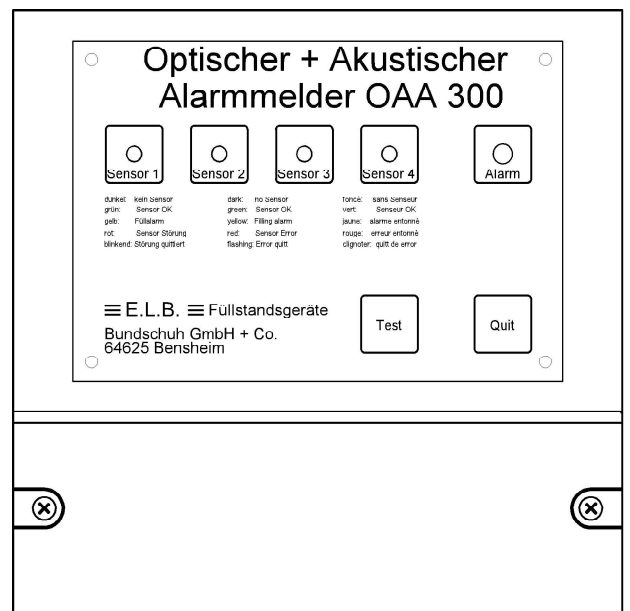 Optischer + Akustischer
Alarmmelder OAA 300
Sensor 1 Sensor 2 Sensor 3 Sensor 4 Alarm
dunkel: kein Sensor dark: no Sensor foncé: sans Senseur
grün: Sensor OK green: Sensor OK vert: Senseur OK
gelb: Füllalarm yellow: Filling alarm jaune: alarme entonné
rot: Sensor Störung red: Sensor Error rouge: erreur entonné
blinkend: Störung quittiert flashing: Error quitt clignoter: quitt de error
E.L.B. Füllstandsgeräte
Bundschuh GmbH + Co.
64625 Bensheim
Test Quit